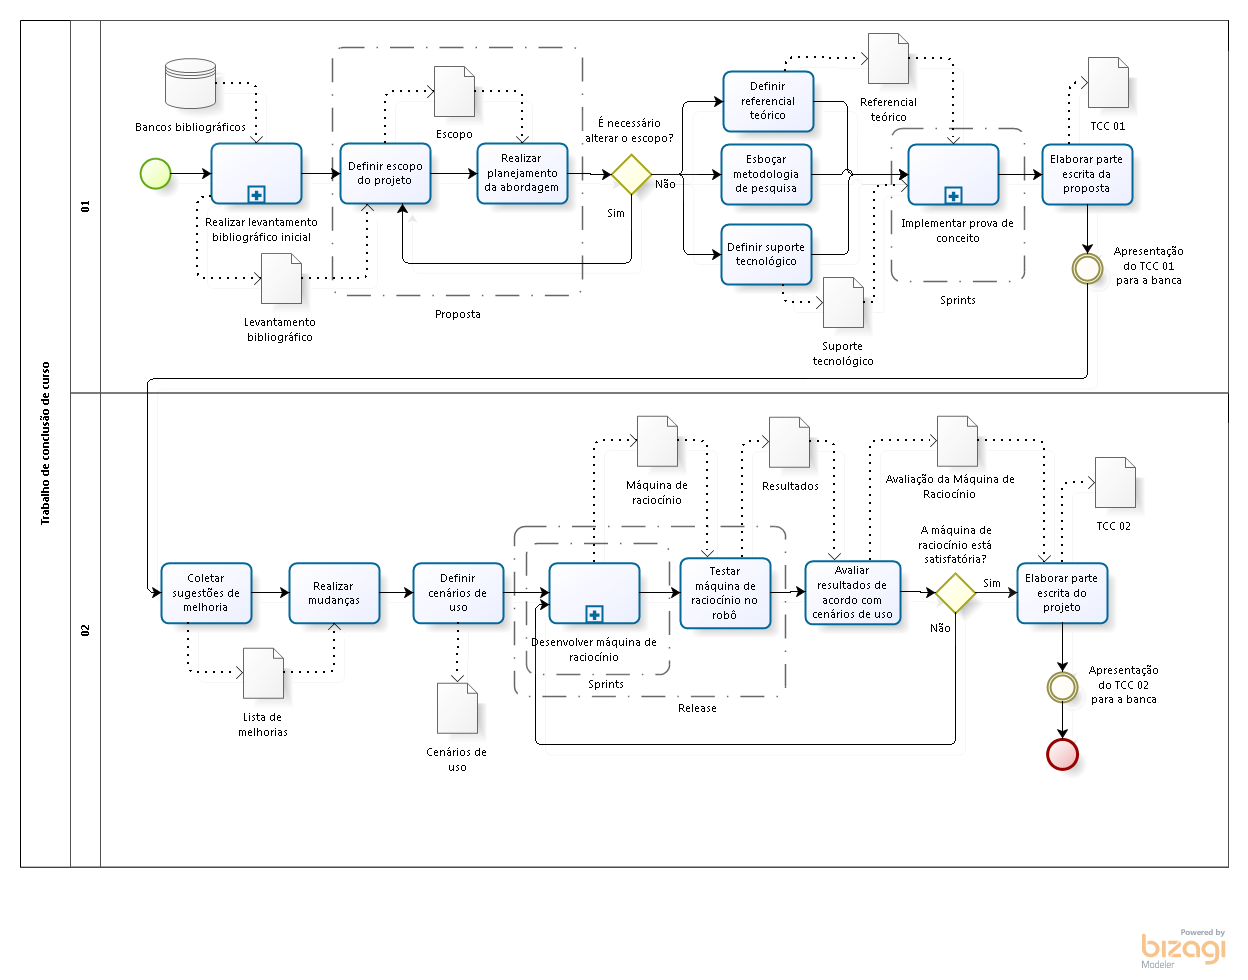 Trabalho de conclusão de curso
01
Bancos bibliográficos
Realizar levantamento
bibliográfico inicial
Levantamento
bibliográfico
Definir escopo
do projeto
Escopo
Realizar
planejamento
da abordagem
Proposta
É necessário
alterar o escopo?
Não
Sim
Definir
referencial
teórico
Esboçar
metodologia
de pesquisa
Definir suporte
tecnológico
Referencial
teórico
Suporte
tecnológico
Implementar prova de
conceito
Sprints
Elaborar parte
escrita da
proposta
TCC 01
Apresentação
do TCC 01
para a banca
02
Coletar
sugestões de
melhoria
Lista de
melhorias
Realizar
mudanças
Definir
cenários de
uso
Cenários de
uso
Desenvolver máquina de
raciocínio
Sprints
Release
Máquina de
raciocínio
Testar
máquina de
raciocínio no
robô
Resultados
Avaliar
resultados de
acordo com
cenários de uso
Avaliação da Máquina de
Raciocínio
A máquina de
raciocínio está
satisfatória?
Sim
Não
Elaborar parte
escrita do
projeto
TCC 02
Apresentação
do TCC 02
para a banca
Powered by
bizagi
Modeler